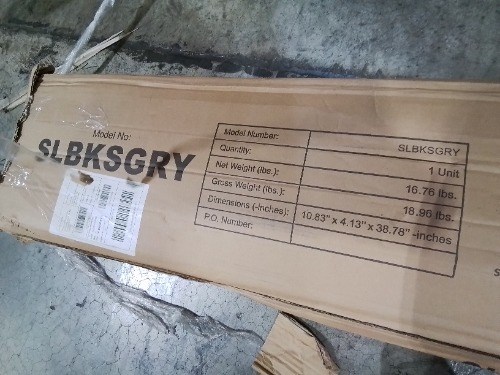 Model No:
SLBKSGRY
Model Number: SLBKSGRY
Quantity: 1 Unit
Net Weight (lbs.): 16.76 lbs.
Gross Weight (lbs.): 18.96 lbs.
Dimensions (-Inches): 10.83" x 4.13" x 38.78" -inches
P.O. Number: